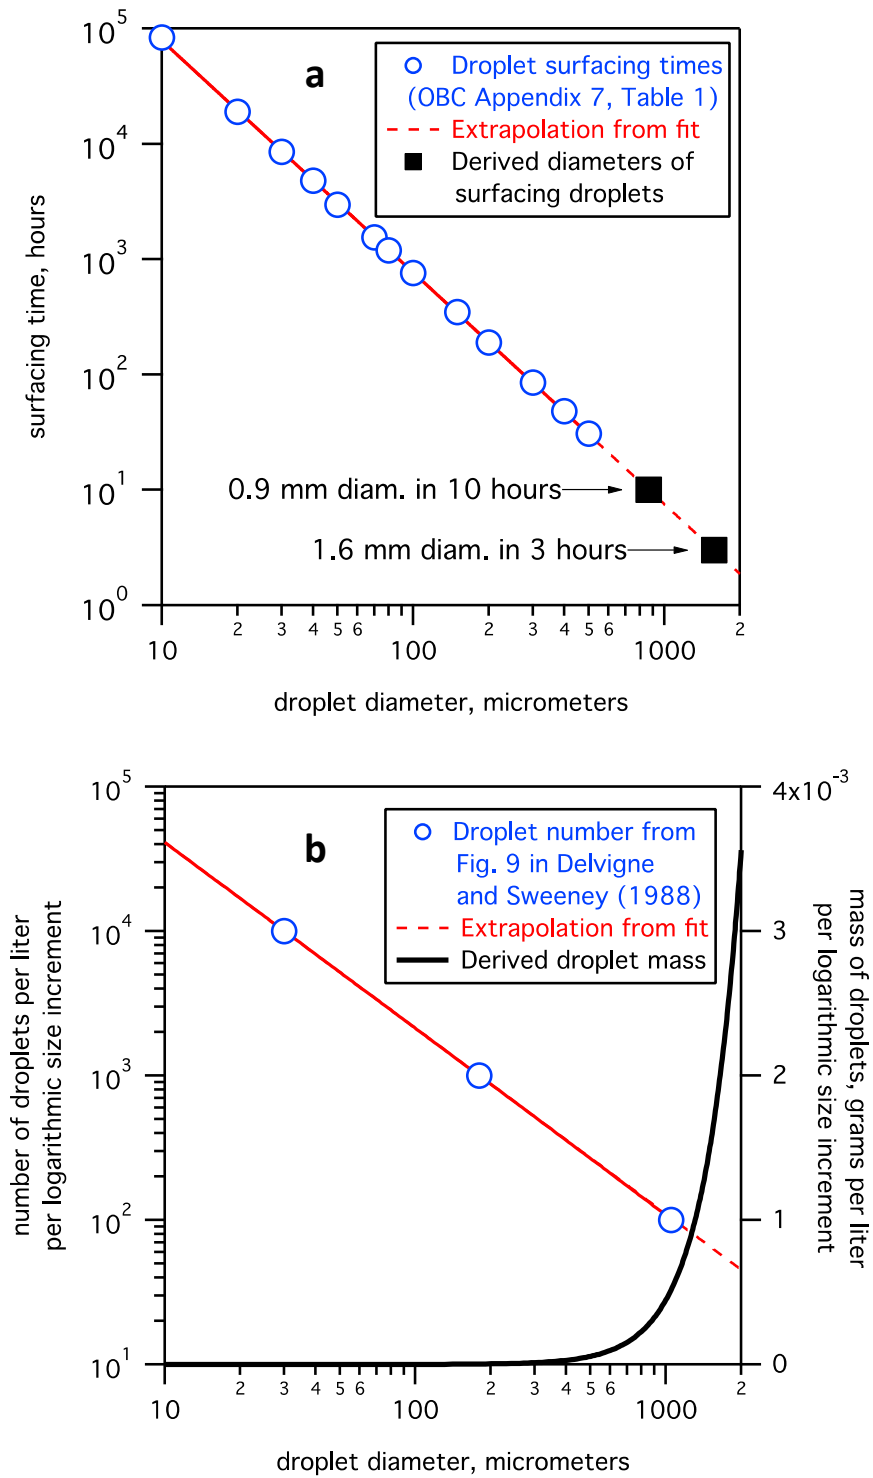 a
Droplet surfacing times
(OBC Appendix 7, Table 1)
Extrapolation from fit
Derived diameters of
surfacing droplets
surfacing time, hours
10^5
10^4
10^3
10^2
10^1
10^0
0.9 mm diam. in 10 hours
1.6 mm diam. in 3 hours
2 3 4 5 6 2 3 4 5 6 2
10 100 1000
droplet diameter, micrometers
b
Droplet number from
Fig. 9 in Delvigne
and Sweeney (1988)
Extrapolation from fit
Derived droplet mass
number of droplets per liter
per logarithmic size increment
10^5
10^4
10^3
10^2
10^1
4x10^-3
3
2
1
0
mass of droplets, grams per liter
per logarithmic size increment
2 3 4 5 6 2 3 4 5 6 2
10 100 1000
droplet diameter, micrometers